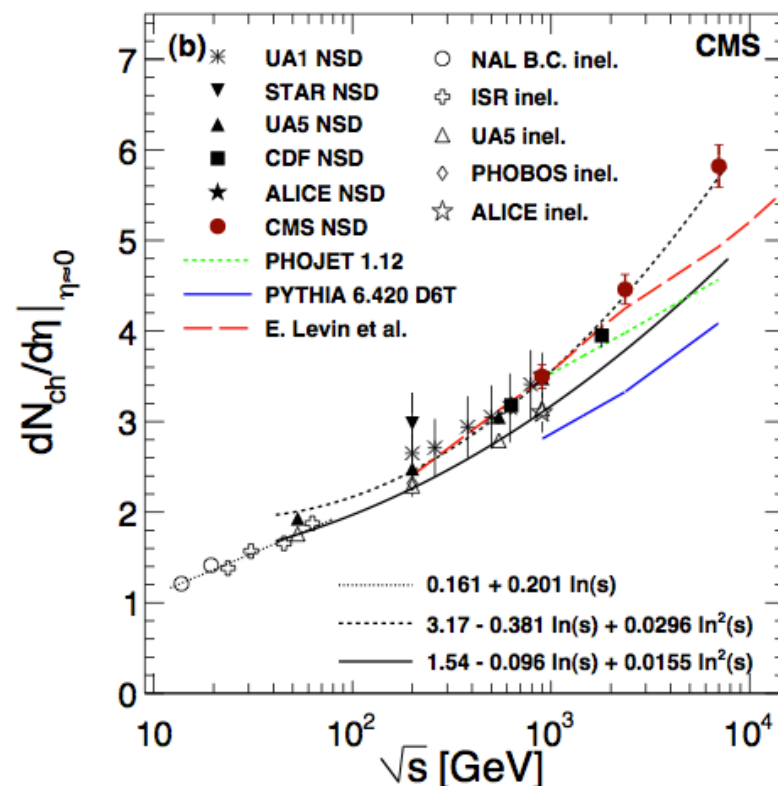 (b)
CMS
UA1 NSD
STAR NSD
UA5 NSD
CDF NSD
ALICE NSD
CMS NSD
PHOJET 1.12
PYTHIA 6.420 D6T
E. Levin et al.
NAL B.C. inel.
ISR inel.
UA5 inel.
PHOBOS inel.
ALICE inel.
dN_ch/dη|_η≈0
7
6
5
4
3
2
1
0
0.161 + 0.201 ln(s)
3.17 - 0.381 ln(s) + 0.0296 ln²(s)
1.54 - 0.096 ln(s) + 0.0155 ln²(s)
10
10²
10³
10⁴
√s [GeV]